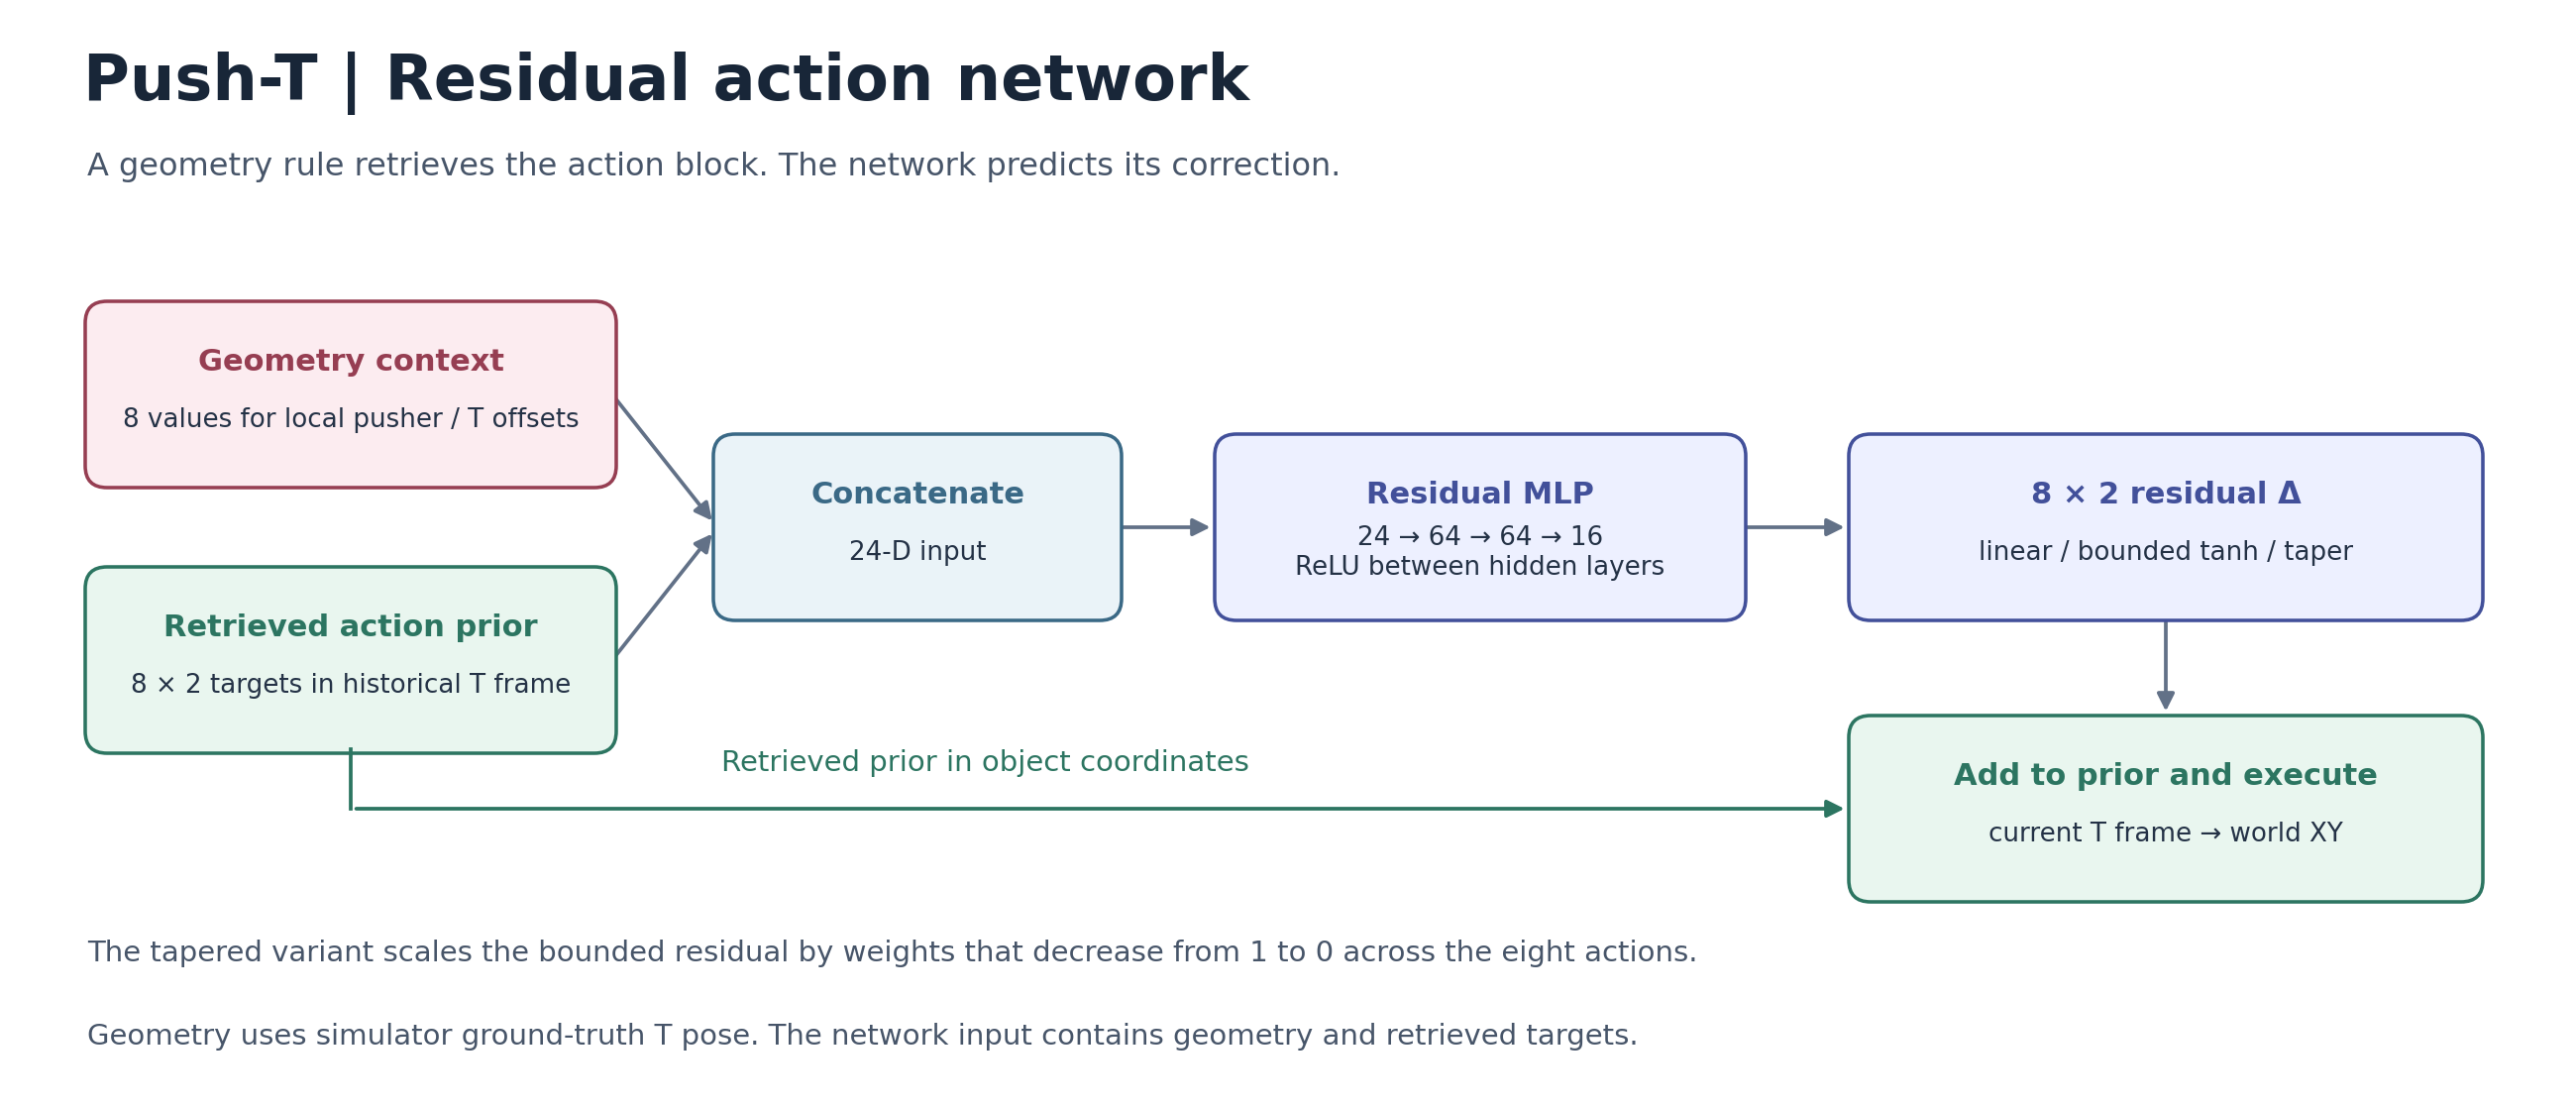 Push-T | Residual action network
A geometry rule retrieves the action block. The network predicts its correction.
Geometry context
8 values for local pusher / T offsets
Retrieved action prior
8 × 2 targets in historical T frame
Concatenate
24-D input
Residual MLP
24 → 64 → 64 → 16
ReLU between hidden layers
8 × 2 residual Δ
linear / bounded tanh / taper
Retrieved prior in object coordinates
Add to prior and execute
current T frame → world XY
The tapered variant scales the bounded residual by weights that decrease from 1 to 0 across the eight actions.
Geometry uses simulator ground-truth T pose. The network input contains geometry and retrieved targets.